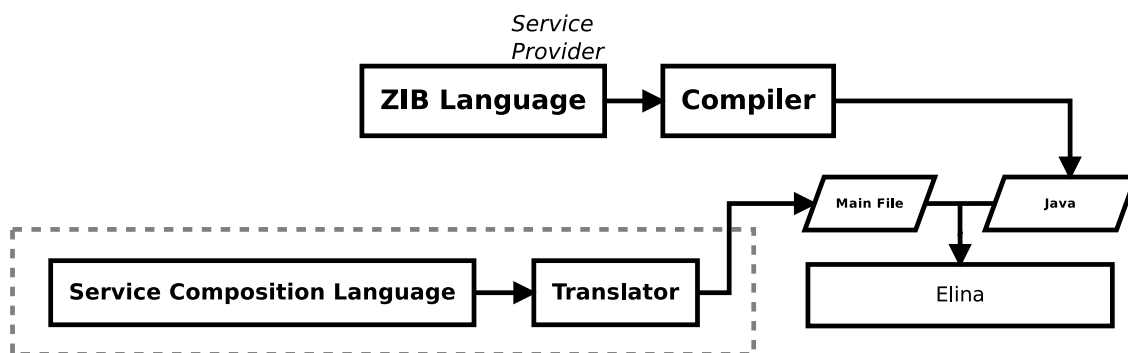 Service
Provider
ZIB Language
Compiler
Main File
Java
Service Composition Language
Translator
Elina